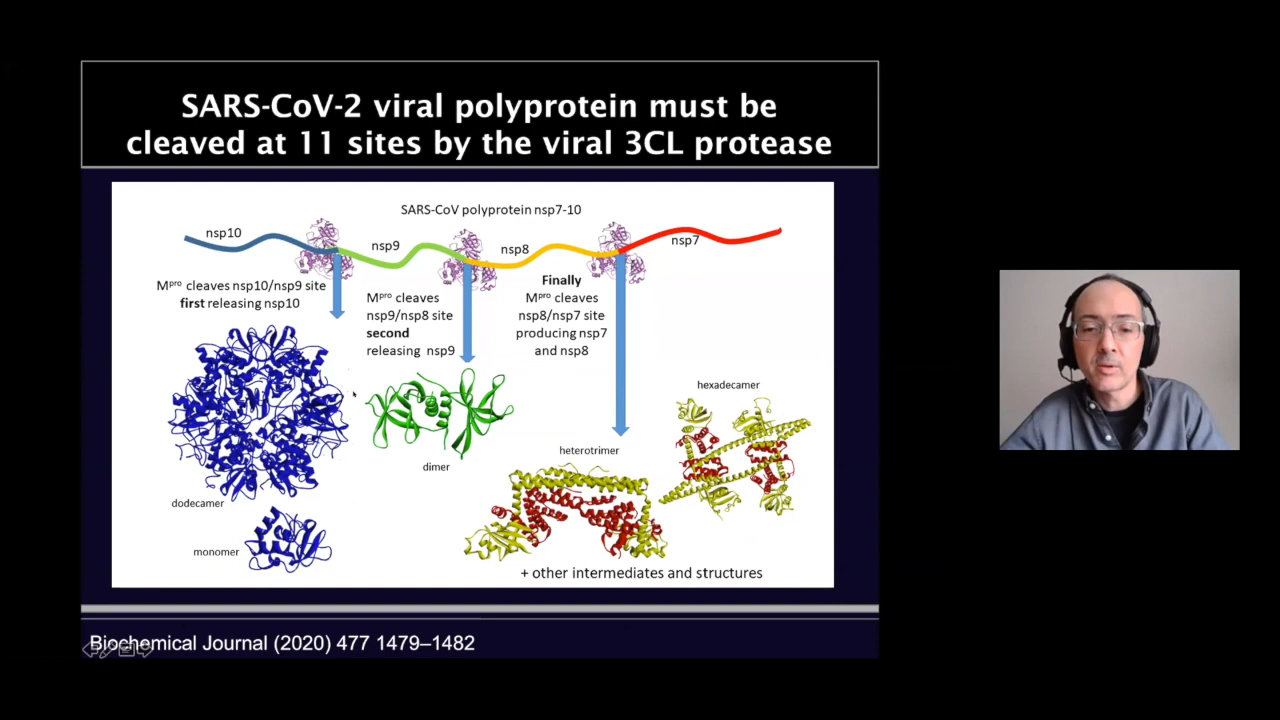 SARS-CoV-2 viral polyprotein must be
cleaved at 11 sites by the viral 3CL protease
SARS-CoV polyprotein nsp7-10
nsp10
nsp9
nsp8
nsp7
Mpro cleaves nsp10/nsp9 site
first releasing nsp10
Mpro cleaves
nsp9/nsp8 site
second
releasing nsp9
Finally
Mpro cleaves
nsp8/nsp7 site
producing nsp7
and nsp8
dodecamer
monomer
dimer
heterotrimer
hexadecamer
+ other intermediates and structures
Biochemical Journal (2020) 477 1479–1482